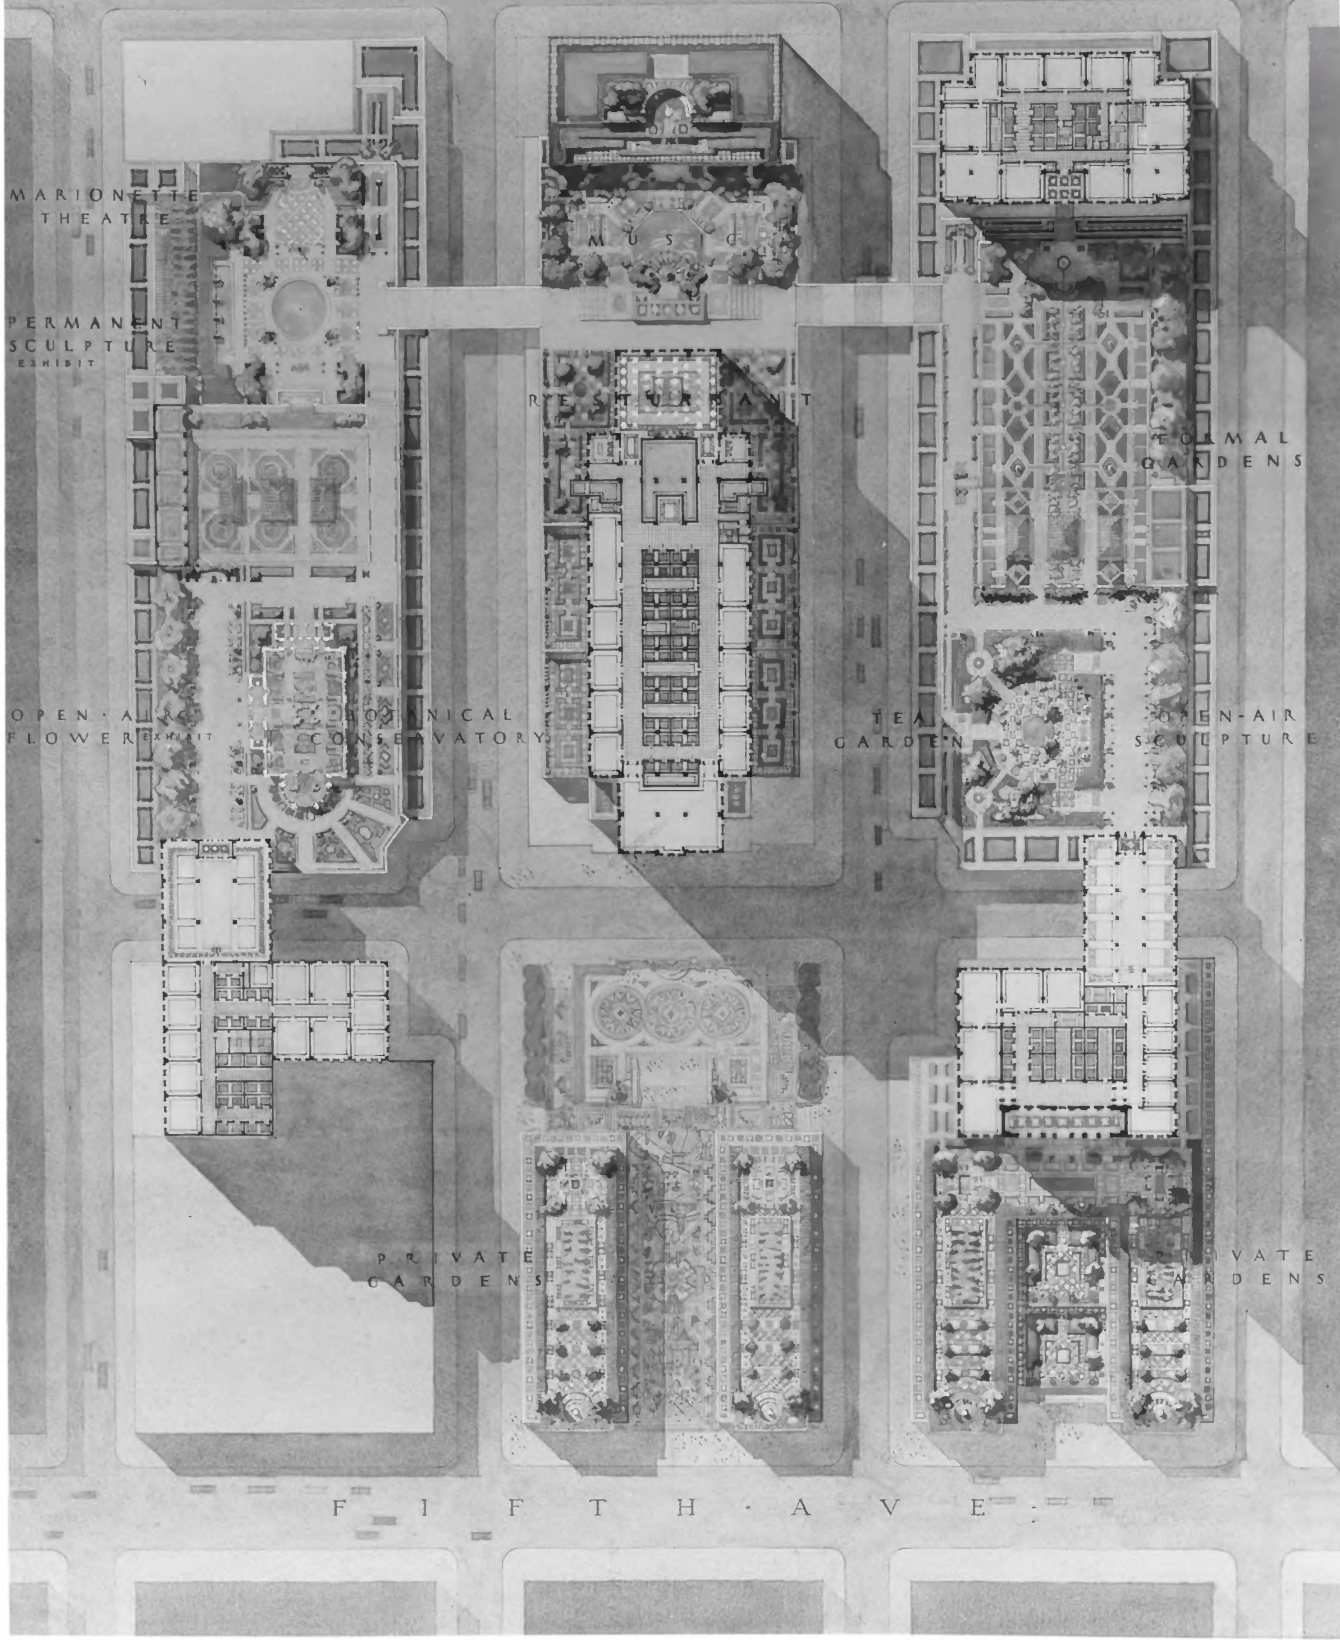 MARIONETTE
THEATRE
MUSIC
PERMANENT
SCULPTURE
EXHIBIT
RESTURRANT
FORMAL
GARDENS
OPEN·AIR
FLOWER EXHIBIT
BOTANICAL
CONSERVATORY
TEA
GARDEN
OPEN-AIR
SCULPTURE
PRIVATE
GARDENS
PRIVATE
GARDENS
FIFTH·AVE·